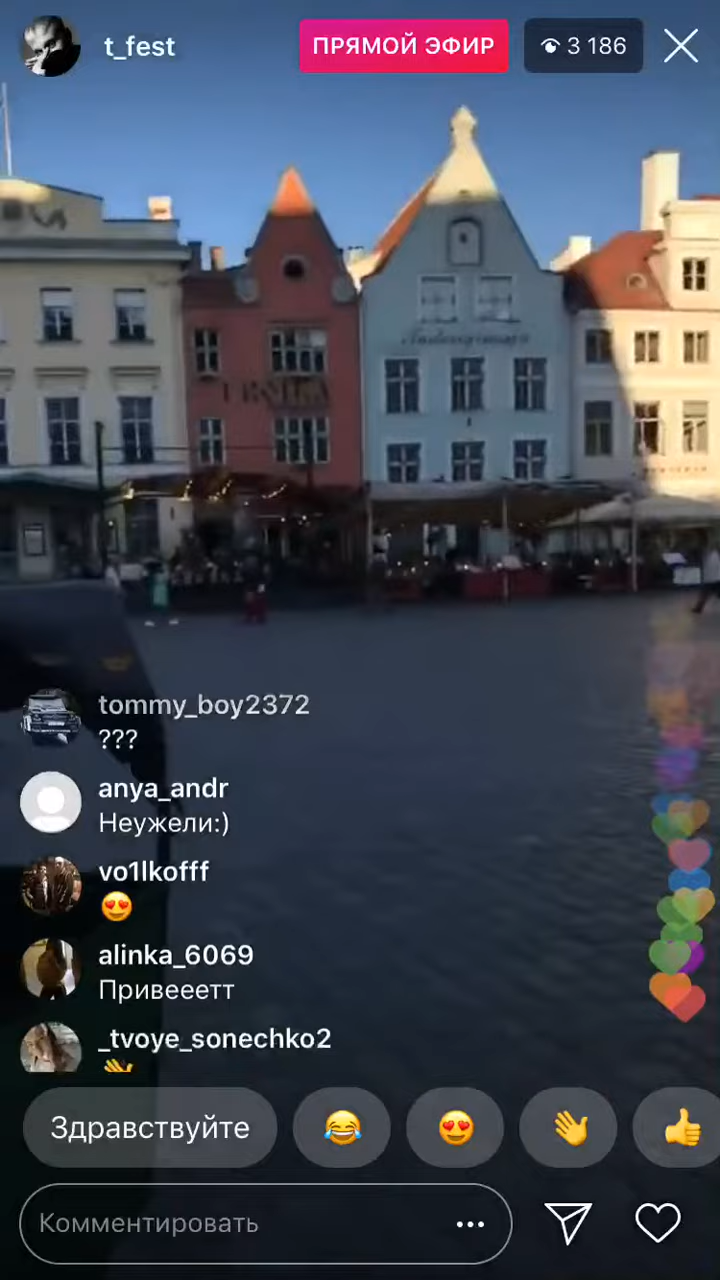 t_fest
ПРЯМОЙ ЭФИР
3 186
tommy_boy2372
???
anya_andr
Неужели:)
vo1lkofff
😍
alinka_6069
Привееетт
_tvoye_sonechko2
👋
Здравствуйте
😂 😍 👋 👍
Комментировать